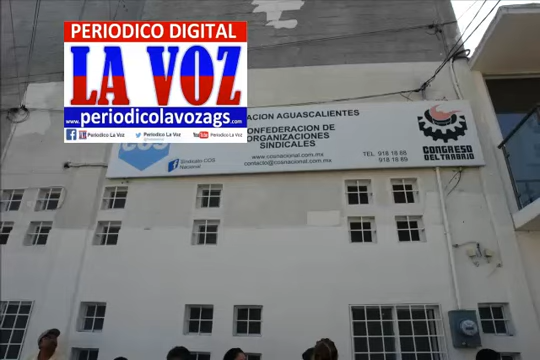 PERIODICO DIGITAL
LA VOZ
www.periodicolavozags.com
Periodico La Voz
Periodico La Voz
Periodico La Voz
ACION AGUASCALIENTES
ONFEDERACION DE
ORGANIZACIONES
SINDICALES
www.cosnacional.com.mx
contacto@cosnacional.com.mx
COS
Sindicato COS
Nacional
TEL. 918 18 88
918 18 89
CONGRESO
DEL TRABAJO